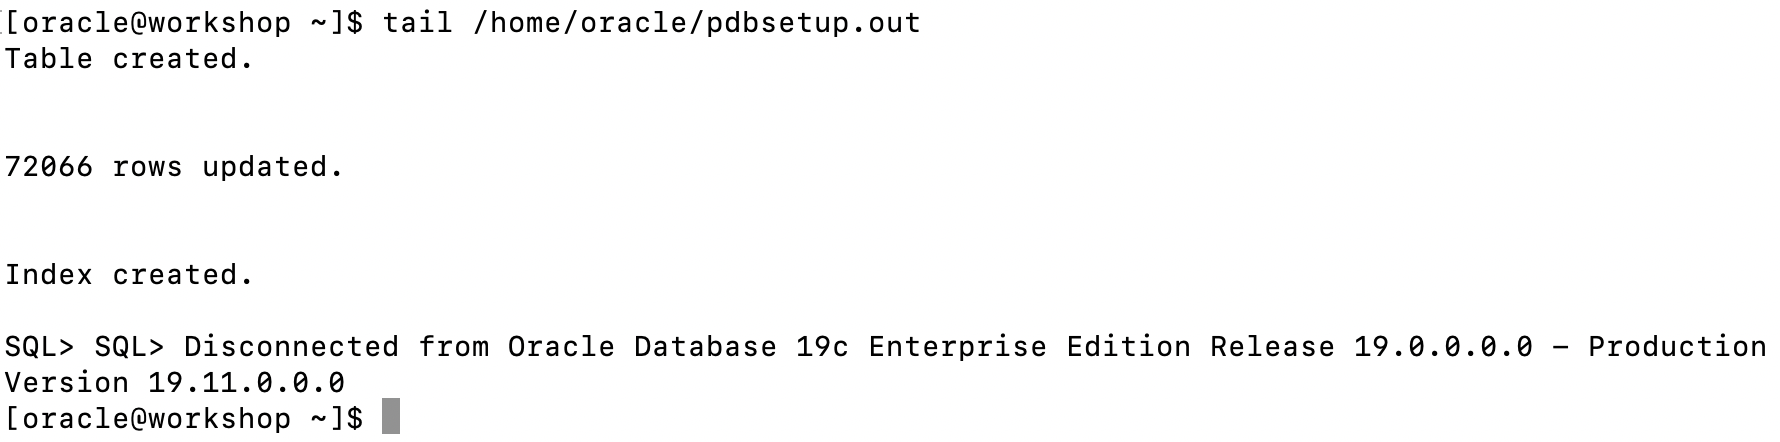 [oracle@workshop ~]$ tail /home/oracle/pdbsetup.out
Table created.
72066 rows updated.
Index created.
SQL> SQL> Disconnected from Oracle Database 19c Enterprise Edition Release 19.0.0.0.0 – Production
Version 19.11.0.0.0
[oracle@workshop ~]$